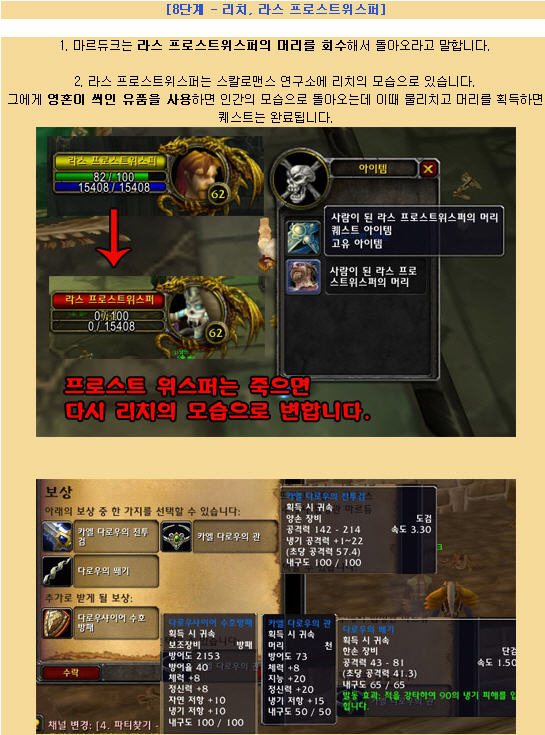 [8단계 - 리치, 라스 프로스트위스퍼]
1. 마르듀크는 라스 프로스트위스퍼의 머리를 회수해서 돌아오라고 말합니다.
2. 라스 프로스트위스퍼는 스칼로맨스 연구소에 리치의 모습으로 있습니다.
그에게 영혼이 씌인 유품을 사용하면 인간의 모습으로 돌아오는데 이때 물리치고 머리를 획득하면
퀘스트는 완료됩니다.
라스 프로스트위스퍼
82 / 100
15408 / 15408
62
아이템
사람이 된 라스 프로스트위스퍼의 머리
퀘스트 아이템
고유 아이템
사람이 된 라스 프로
스트위스퍼의 머리
라스 프로스트위스퍼
0 / 100
0 / 15408
62
프로스트 위스퍼는 죽으면
다시 리치의 모습으로 변합니다.
보상
아래의 보상 중 한 가지를 선택할 수 있습니다:
카엘 다로우의 전투
검
카엘 다로우의 관
다로우의 쐐기
추가로 받게 될 보상:
다로우샤이어 수호
방패
수락
카엘 다로우의 전투검
획득 시 귀속
양손 장비 도검
공격력 142 - 214 속도 3.30
냉기 공격력 +1~22
(초당 공격력 57.4)
내구도 100 / 100
다로우샤이어 수호방패
획득 시 귀속
보조장비 방패
방어도 2153
방어율 40
체력 +8
정신력 +8
자연 저항 +10
냉기 저항 +10
내구도 100 / 100
카엘 다로우의 관
획득 시 귀속
머리 천
방어도 73
체력 +8
지능 +20
정신력 +20
냉기 저항 +15
내구도 50 / 50
다로우의 쐐기
획득 시 귀속
한손 장비 단검
공격력 43 - 81 속도 1.50
(초당 공격력 41.3)
내구도 65 / 65
발동 효과: 적을 강타하여 90의 냉기 피해를 입
힙니다.
채널 변경: [4. 파티찾기 -